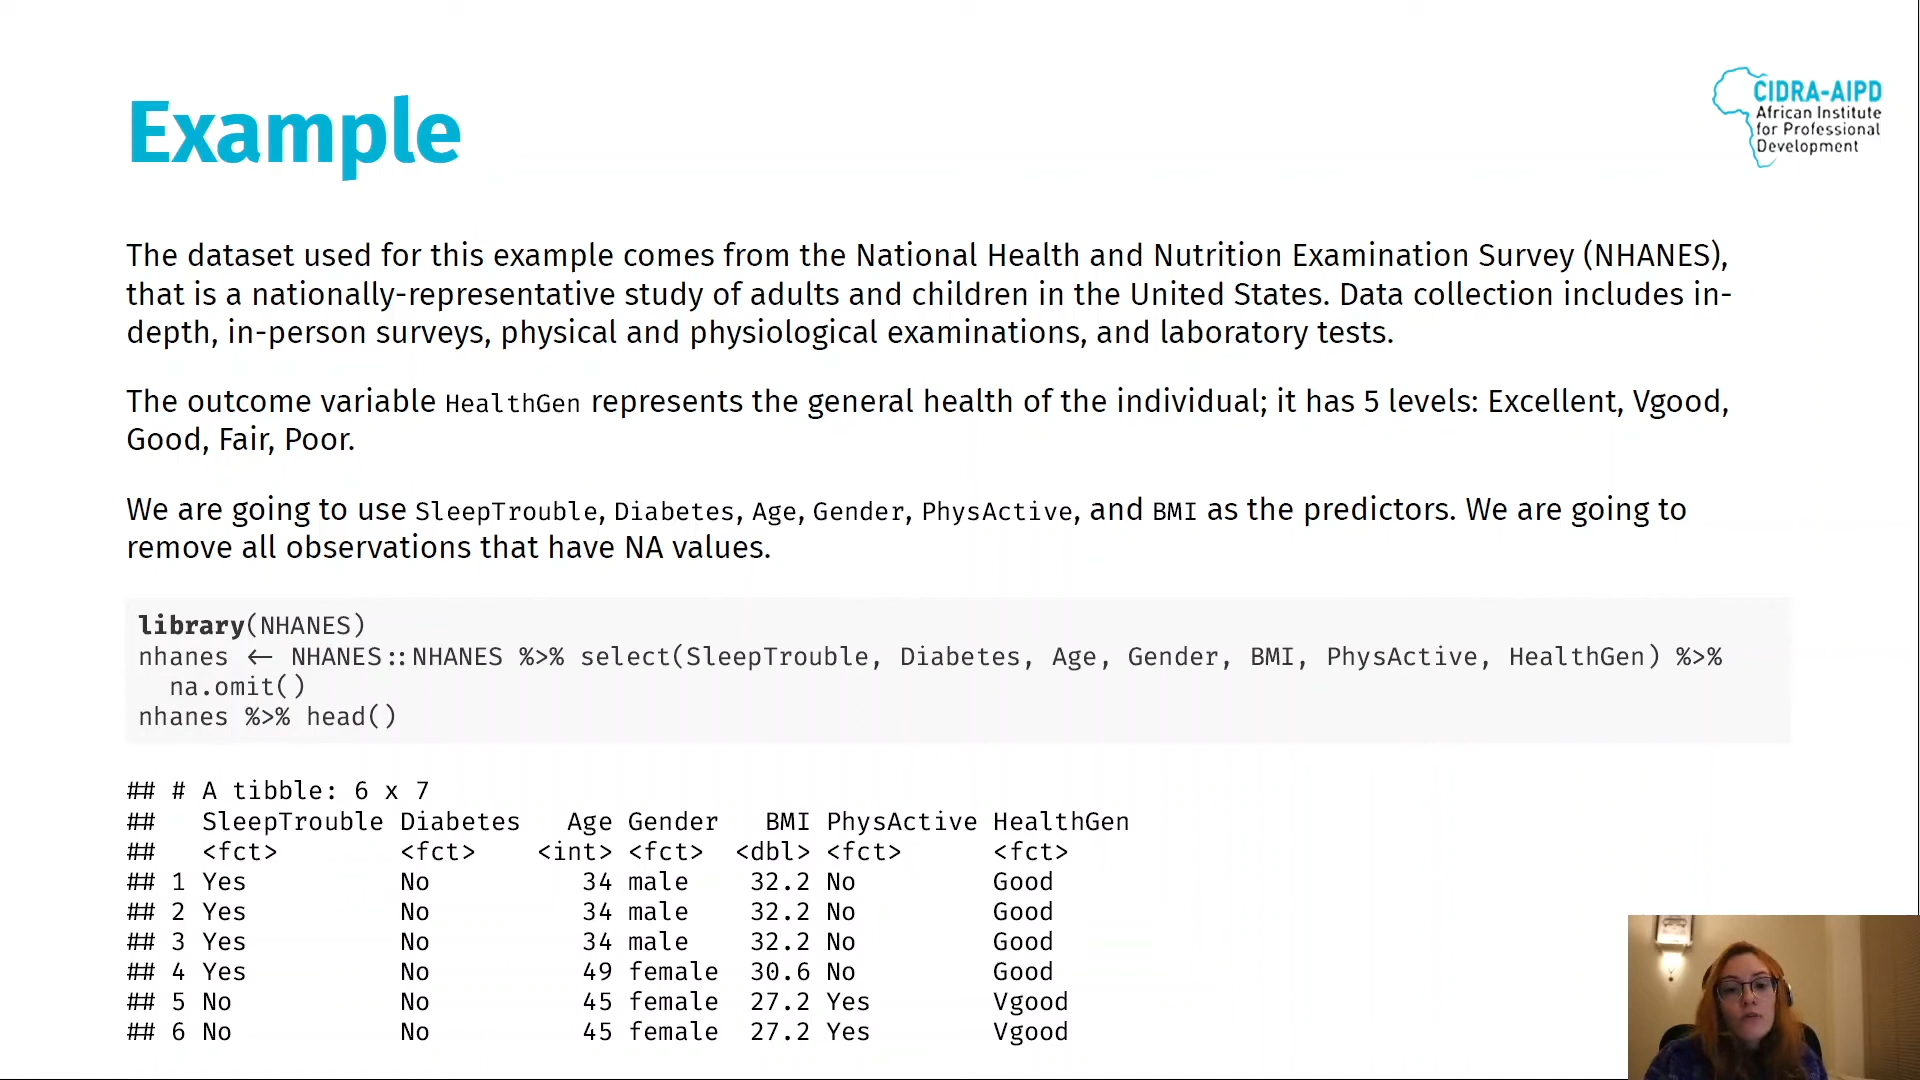 Example
CIDRA-AIPD
African Institute
for Professional
Development
The dataset used for this example comes from the National Health and Nutrition Examination Survey (NHANES),
that is a nationally-representative study of adults and children in the United States. Data collection includes in-
depth, in-person surveys, physical and physiological examinations, and laboratory tests.
The outcome variable HealthGen represents the general health of the individual; it has 5 levels: Excellent, Vgood,
Good, Fair, Poor.
We are going to use SleepTrouble, Diabetes, Age, Gender, PhysActive, and BMI as the predictors. We are going to
remove all observations that have NA values.
library(NHANES)
nhanes <- NHANES::NHANES %>% select(SleepTrouble, Diabetes, Age, Gender, BMI, PhysActive, HealthGen) %>%
  na.omit()
nhanes %>% head()
## # A tibble: 6 x 7
##   SleepTrouble Diabetes   Age Gender   BMI PhysActive HealthGen
##   <fct>        <fct>    <int> <fct>  <dbl> <fct>      <fct>
## 1 Yes          No          34 male    32.2 No         Good
## 2 Yes          No          34 male    32.2 No         Good
## 3 Yes          No          34 male    32.2 No         Good
## 4 Yes          No          49 female  30.6 No         Good
## 5 No           No          45 female  27.2 Yes        Vgood
## 6 No           No          45 female  27.2 Yes        Vgood